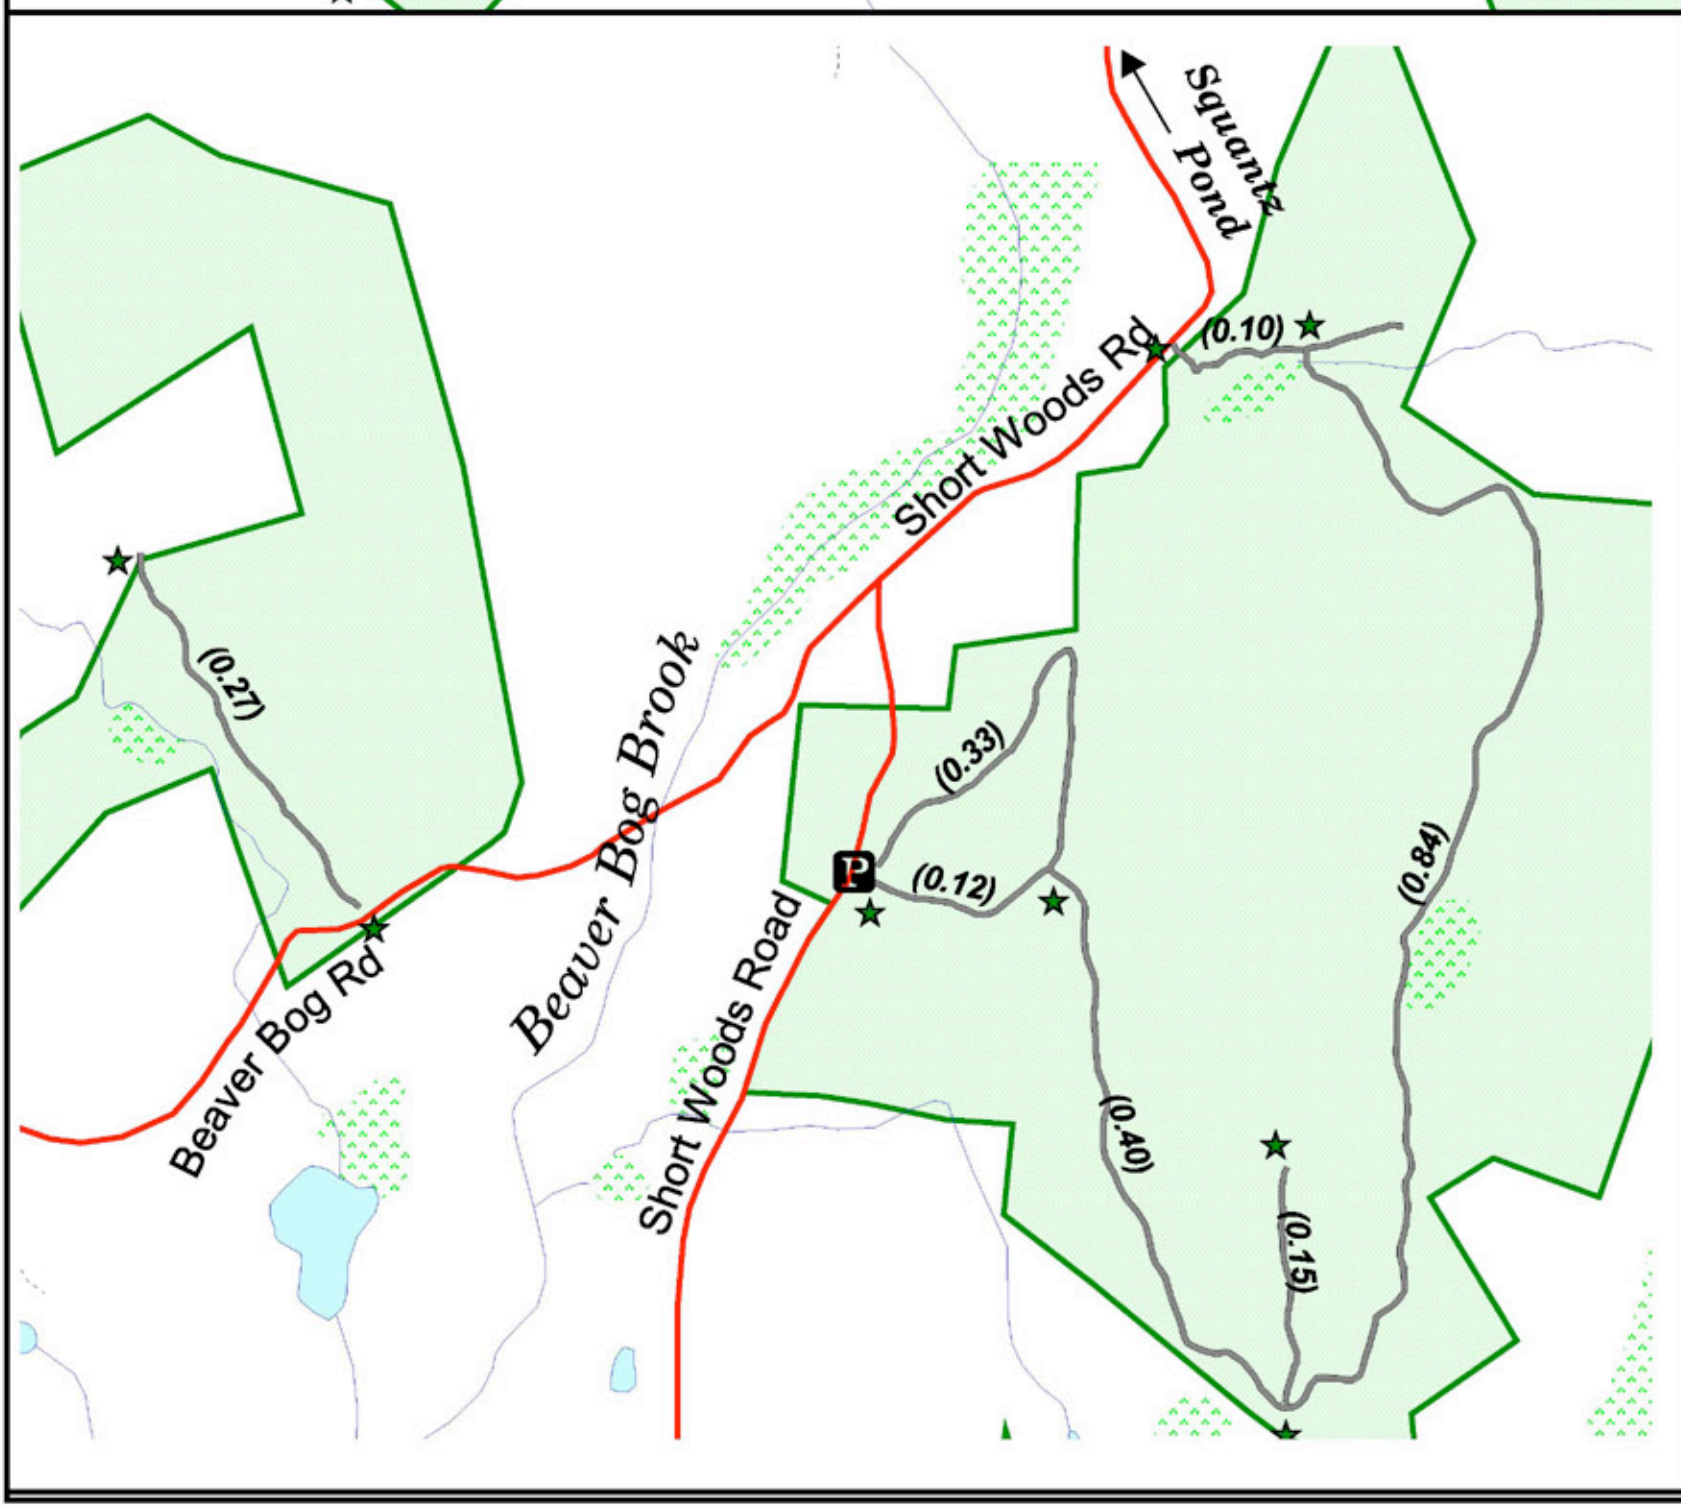 Squantz
Pond
(0.10)
Short Woods Rd
(0.27)
Beaver Bog Brook
(0.33)
P
(0.12)
(0.84)
Short Woods Road
Beaver Bog Rd
(0.40)
(0.15)